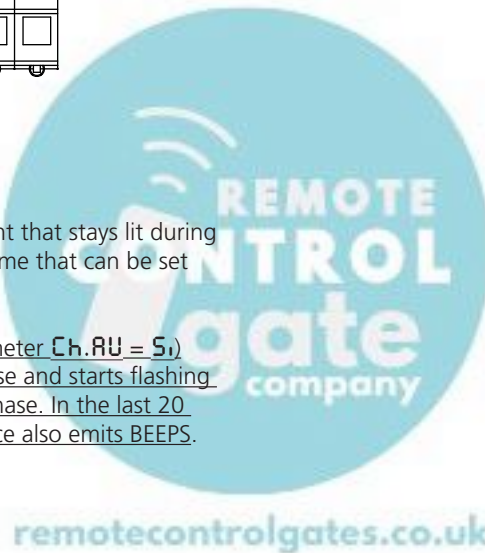 REMOTE
CONTROL
gate
company
nt that stays lit during
me that can be set
neter Ch.AU = Si)
se and starts flashing
hase. In the last 20
ce also emits BEEPS.
remotecontrolgates.co.uk